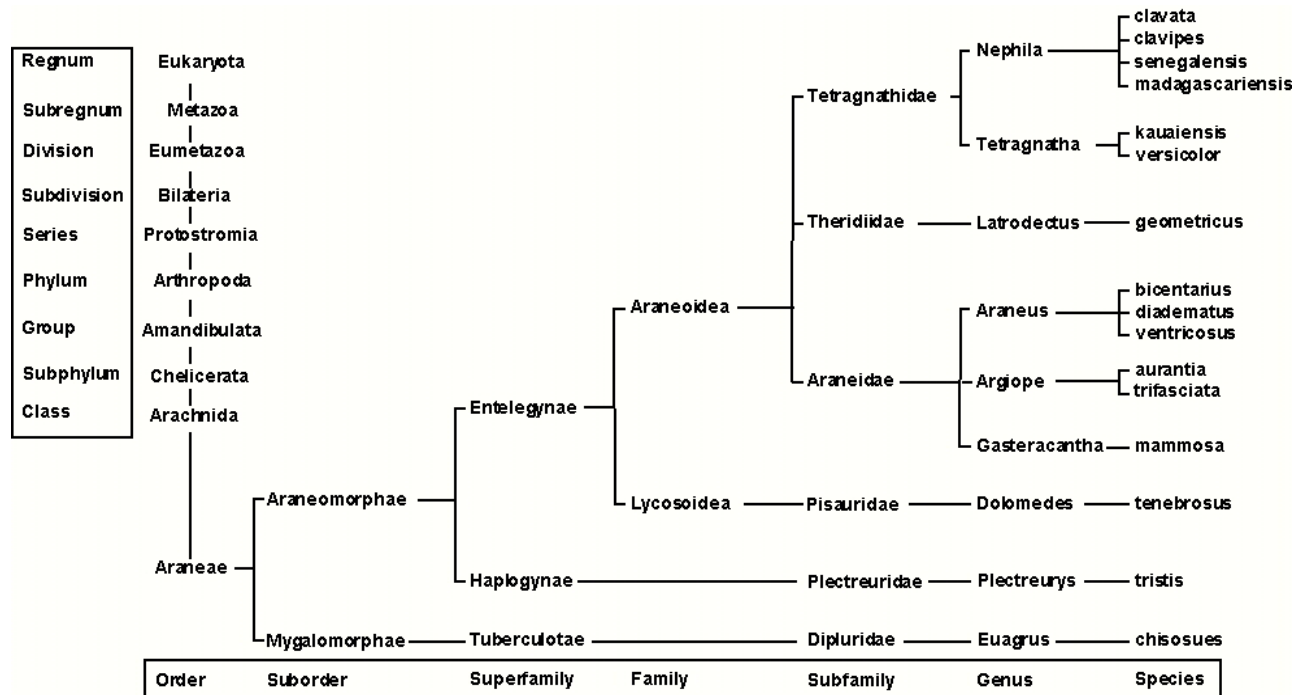 clavata
clavipes
Nephila
senegalensis
madagascariensis
Regnum Eukaryota
Tetragnathidae
Subregnum Metazoa
kauaiensis
Tetragnatha
versicolor
Division Eumetazoa
Subdivision Bilateria
Theridiidae Latrodectus geometricus
Series Protostromia
Phylum Arthropoda
bicentarius
Araneoidea Araneus diadematus
ventricosus
Group Amandibulata
Subphylum Chelicerata
aurantia
Araneidae Argiope
trifasciata
Class Arachnida
Entelegynae
Gasteracantha mammosa
Araneomorphae
Lycosoidea Pisauridae Dolomedes tenebrosus
Araneae
Haplogynae Plectreuridae Plectreurys tristis
Mygalomorphae Tuberculotae Dipluridae Euagrus chisosues
Order Suborder Superfamily Family Subfamily Genus Species